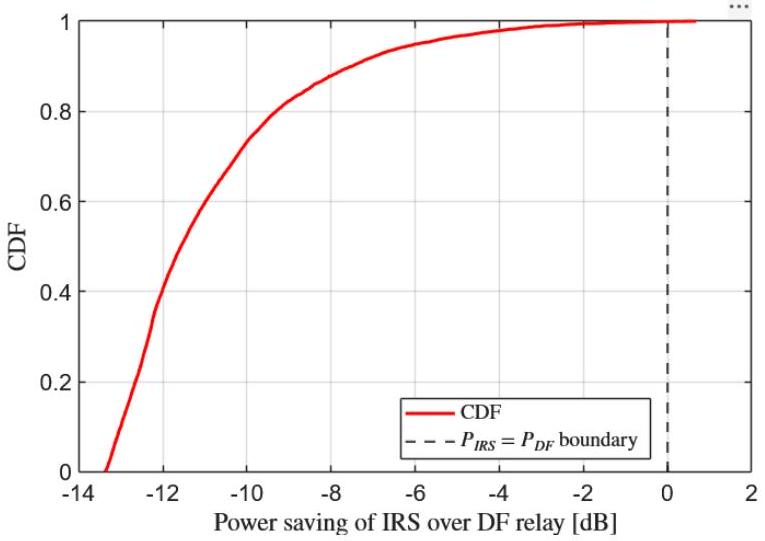 1
0.8
0.6
0.4
0.2
0
CDF
CDF
P_IRS = P_DF boundary
-14 -12 -10 -8 -6 -4 -2 0 2
Power saving of IRS over DF relay [dB]